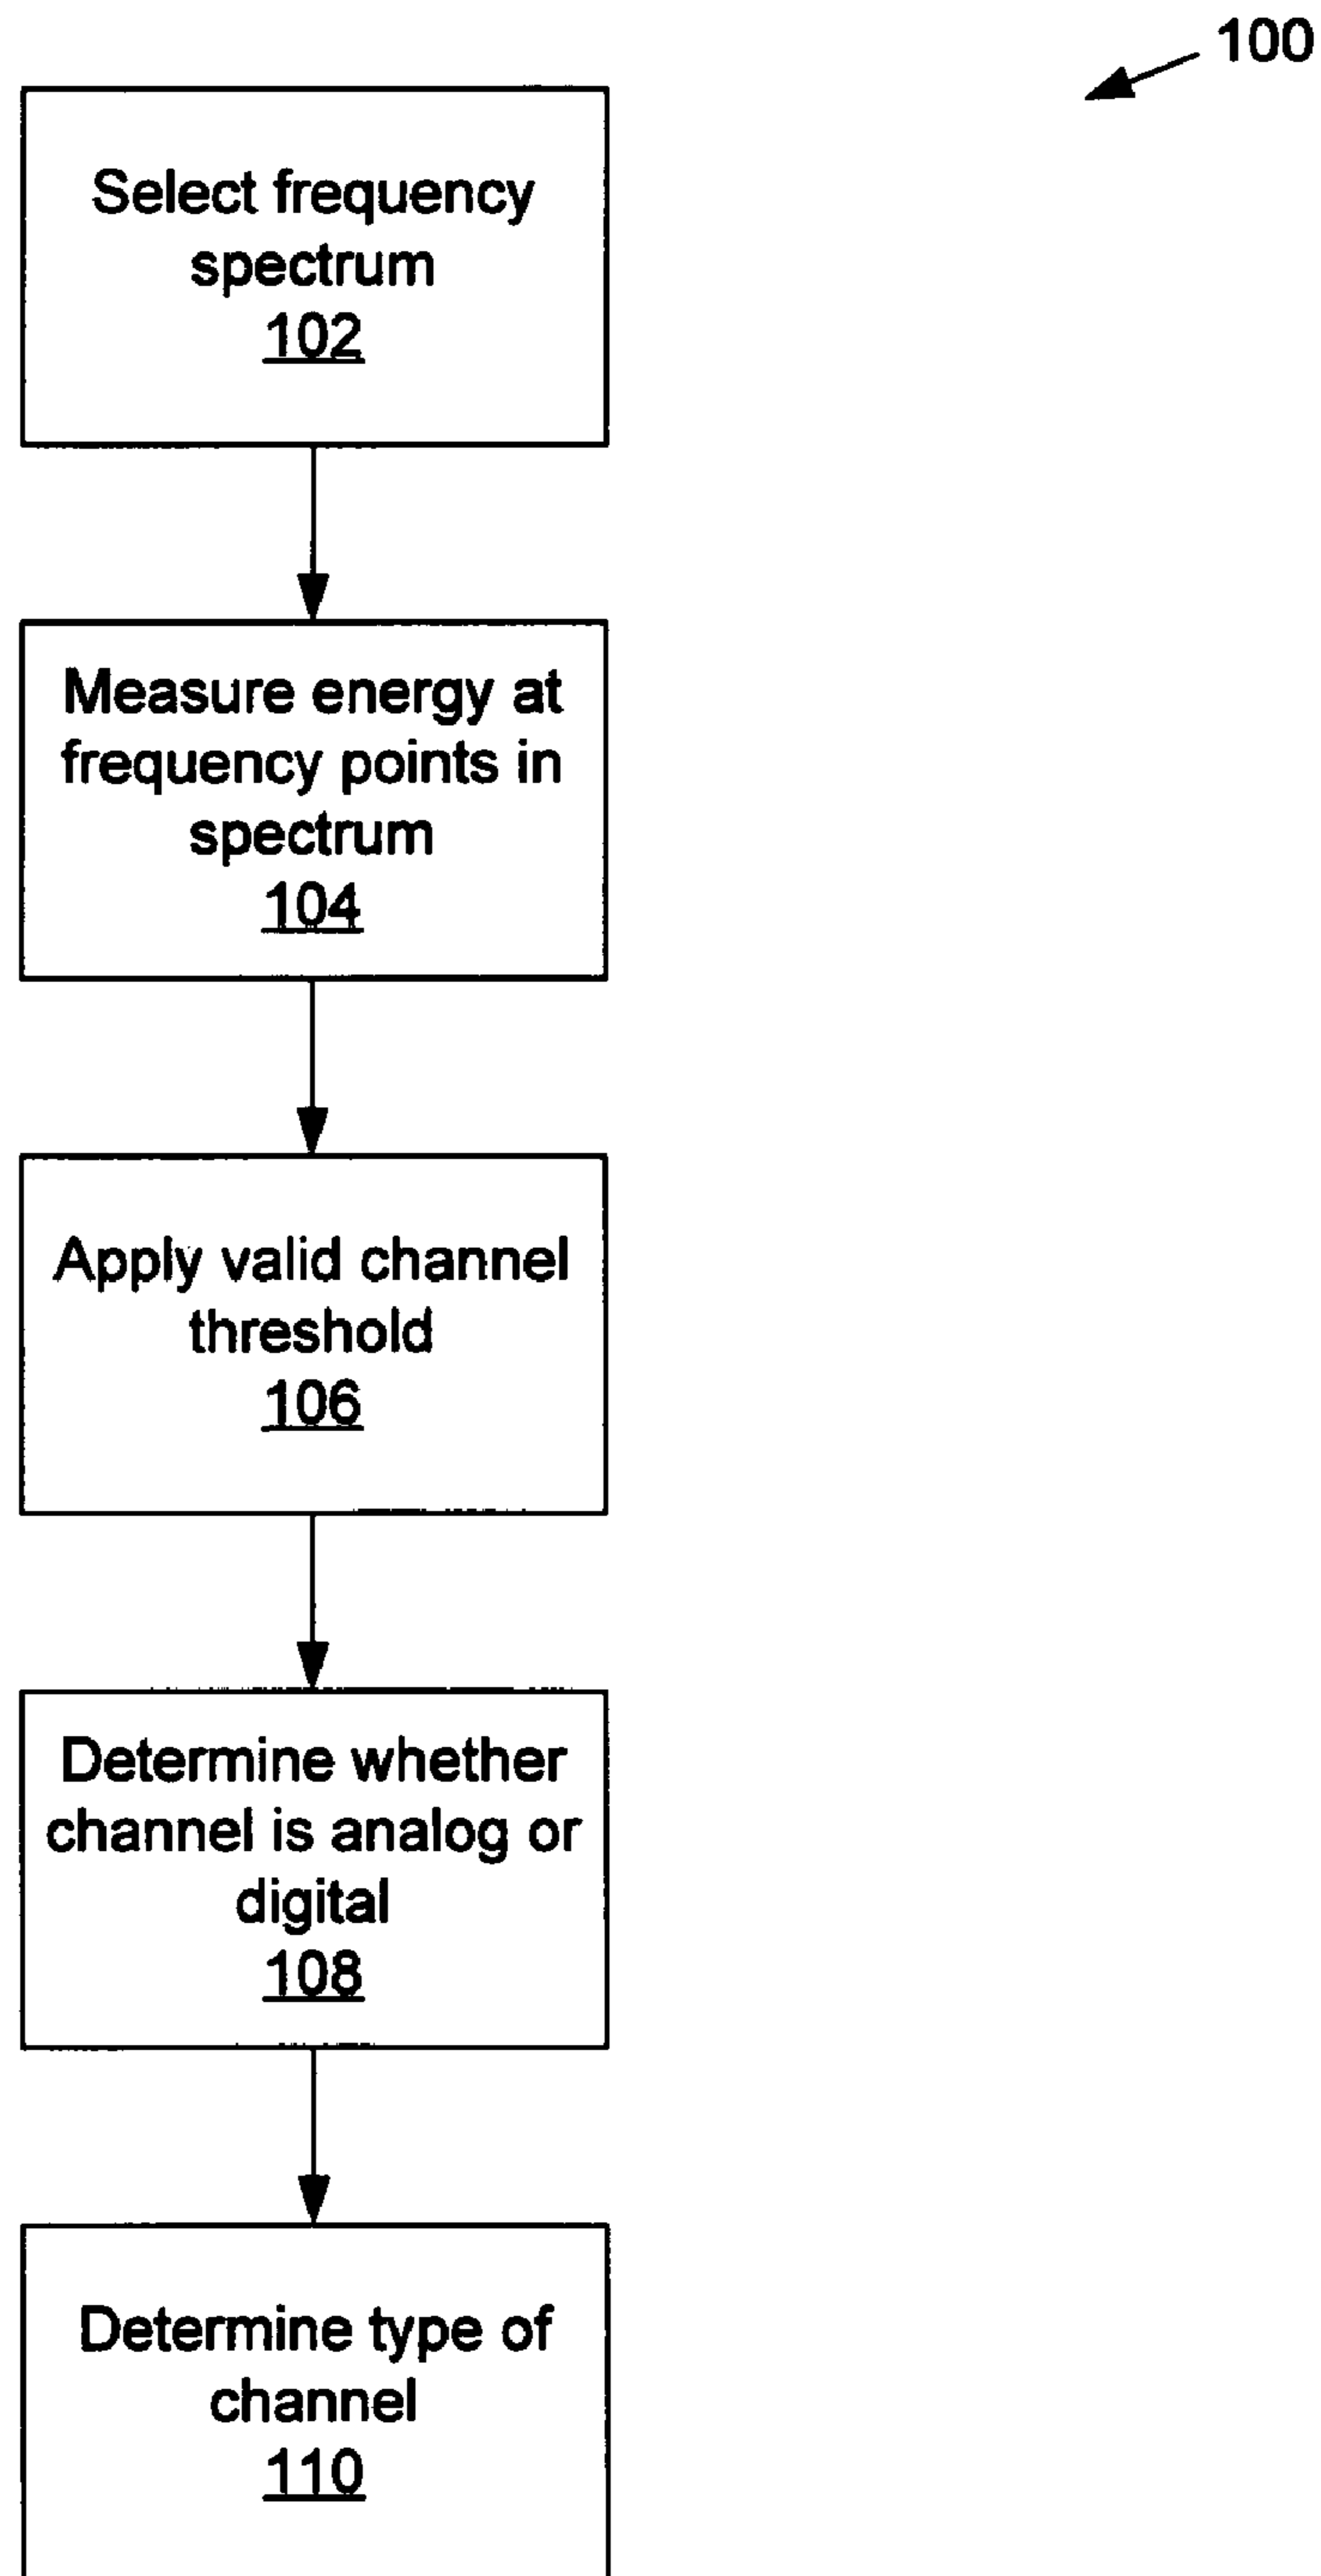 100
Select frequency
spectrum
102
Measure energy at
frequency points in
spectrum
104
Apply valid channel
threshold
106
Determine whether
channel is analog or
digital
108
Determine type of
channel
110